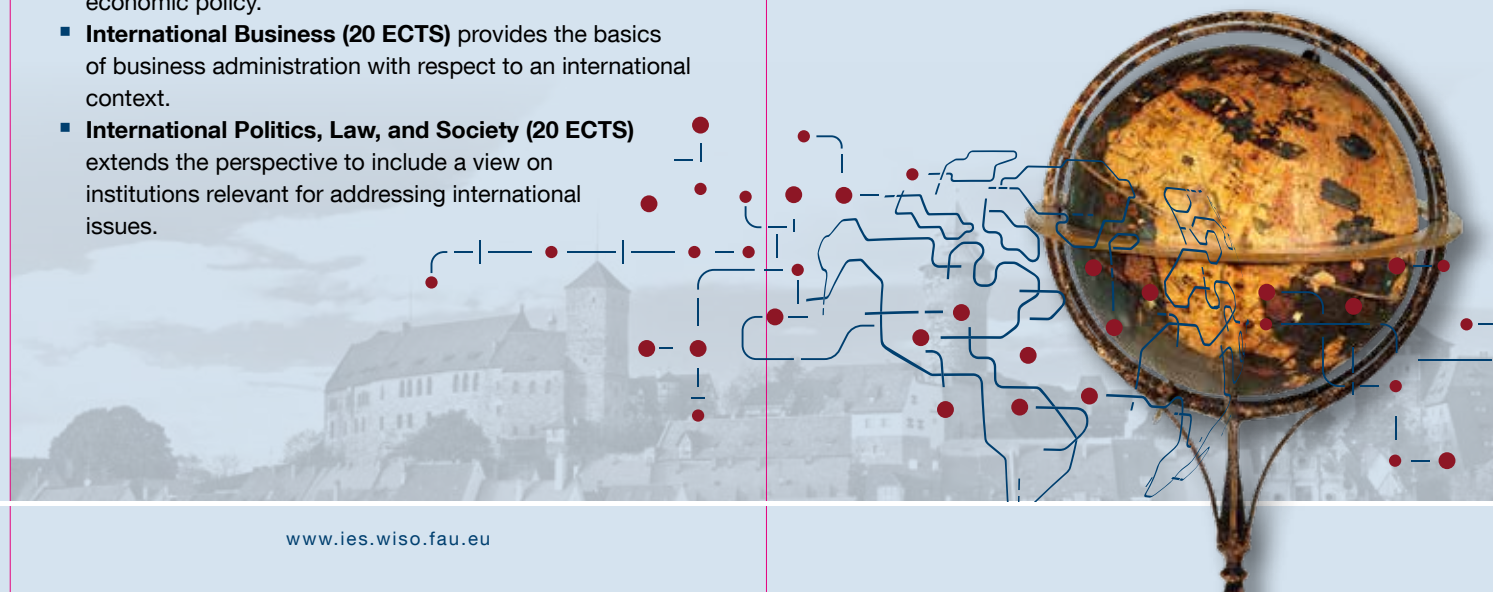 economic policy.
▪ International Business (20 ECTS) provides the basics
of business administration with respect to an international
context.
▪ International Politics, Law, and Society (20 ECTS)
extends the perspective to include a view on
institutions relevant for addressing international
issues.
www.ies.wiso.fau.eu